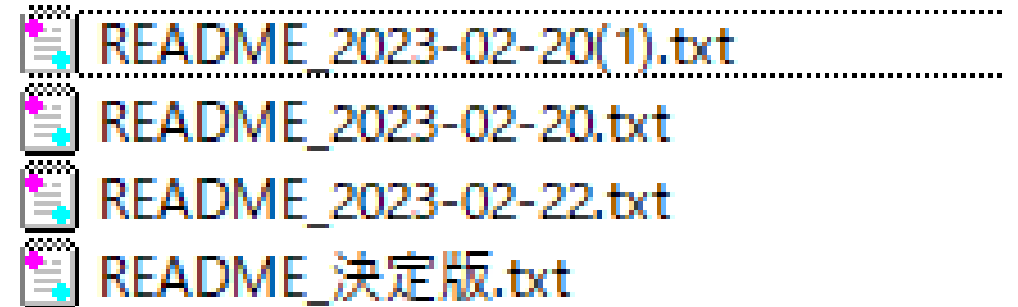 README_2023-02-20(1).txt
README_2023-02-20.txt
README_2023-02-22.txt
README_決定版.txt